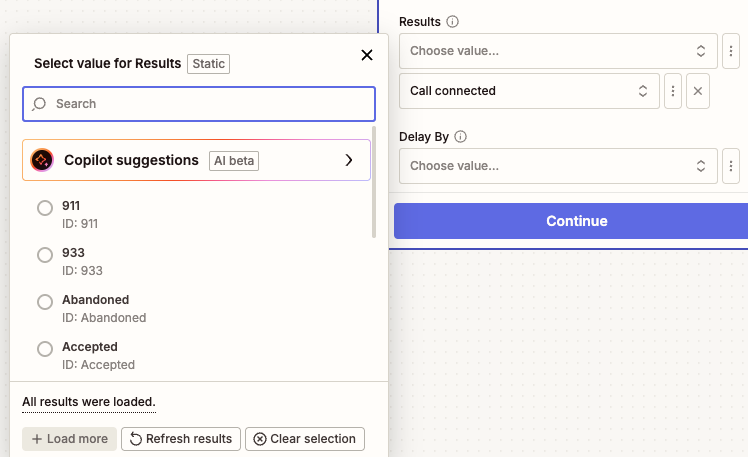 Select value for Results Static
Search
Copilot suggestions AI beta
911
ID: 911
933
ID: 933
Abandoned
ID: Abandoned
Accepted
ID: Accepted
All results were loaded.
Load more Refresh results Clear selection
Results
Choose value...
Call connected
Delay By
Choose value...
Continue